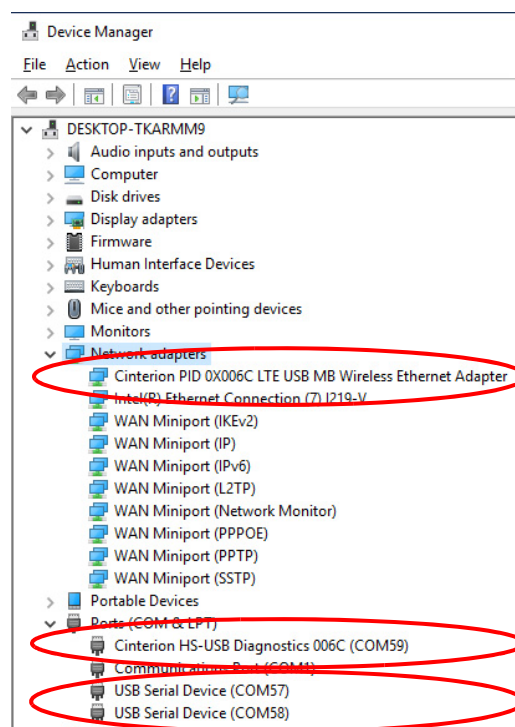 Device Manager
File Action View Help
DESKTOP-TKARMM9
Audio inputs and outputs
Computer
Disk drives
Display adapters
Firmware
Human Interface Devices
Keyboards
Mice and other pointing devices
Monitors
Network adapters
Cinterion PID 0X006C LTE USB MB Wireless Ethernet Adapter
Intel(R) Ethernet Connection (7) I219-V
WAN Miniport (IKEv2)
WAN Miniport (IP)
WAN Miniport (IPv6)
WAN Miniport (L2TP)
WAN Miniport (Network Monitor)
WAN Miniport (PPPOE)
WAN Miniport (PPTP)
WAN Miniport (SSTP)
Portable Devices
Ports (COM & LPT)
Cinterion HS-USB Diagnostics 006C (COM59)
Communications Port (COM1)
USB Serial Device (COM57)
USB Serial Device (COM58)